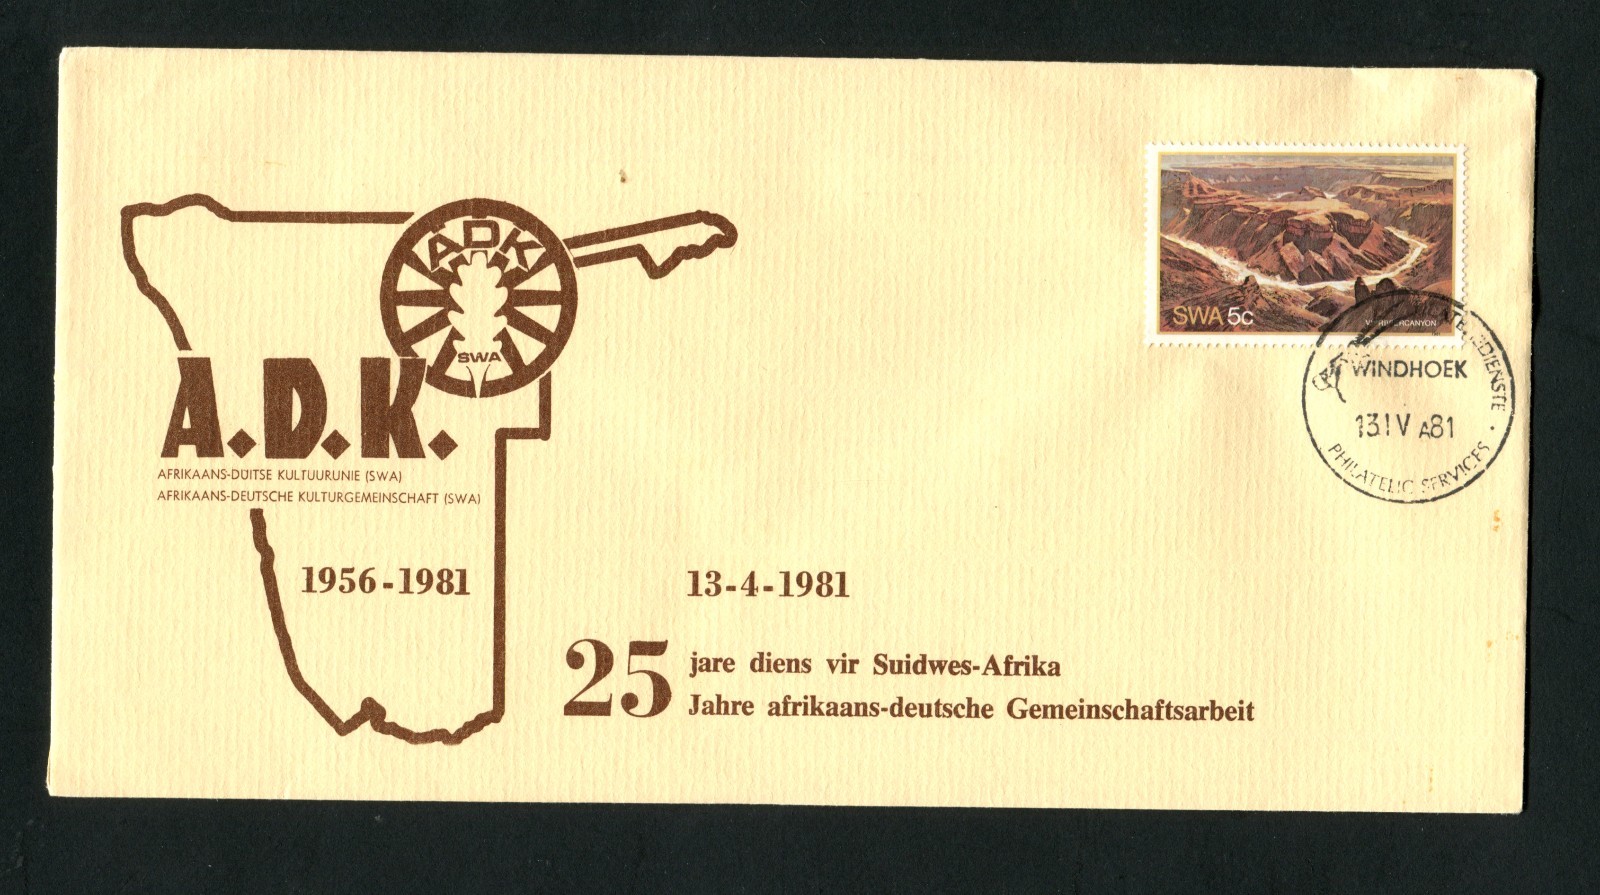 ADK
SWA
A.D.K.
AFRIKAANS-DUITSE KULTUURUNIE (SWA)
AFRIKAANS-DEUTSCHE KULTURGEMEINSCHAFT (SWA)
1956-1981
13-4-1981
25 jare diens vir Suidwes-Afrika
Jahre afrikaans-deutsche Gemeinschaftsarbeit
SWA 5c
WINDHOEK
13 IV A81
PHILATELIC SERVICES